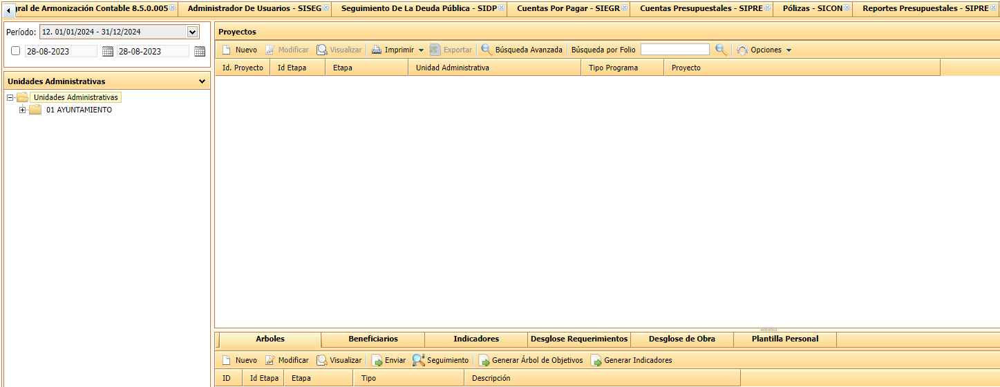 gral de Armonización Contable 8.5.0.005 Administrador De Usuarios - SISEG Seguimiento De La Deuda Pública - SIDP Cuentas Por Pagar - SIEGR Cuentas Presupuestales - SIPRE Pólizas - SICON Reportes Presupuestales - SIPRE
Período: 12. 01/01/2024 - 31/12/2024
28-08-2023 28-08-2023
Unidades Administrativas
Unidades Administrativas
01 AYUNTAMIENTO
Proyectos
Nuevo Modificar Visualizar Imprimir Exportar Búsqueda Avanzada Búsqueda por Folio Opciones
Id. Proyecto Id Etapa Etapa Unidad Administrativa Tipo Programa Proyecto
Arboles Beneficiarios Indicadores Desglose Requerimientos Desglose de Obra Plantilla Personal
Nuevo Modificar Visualizar Enviar Seguimiento Generar Árbol de Objetivos Generar Indicadores
ID Id Etapa Etapa Tipo Descripción